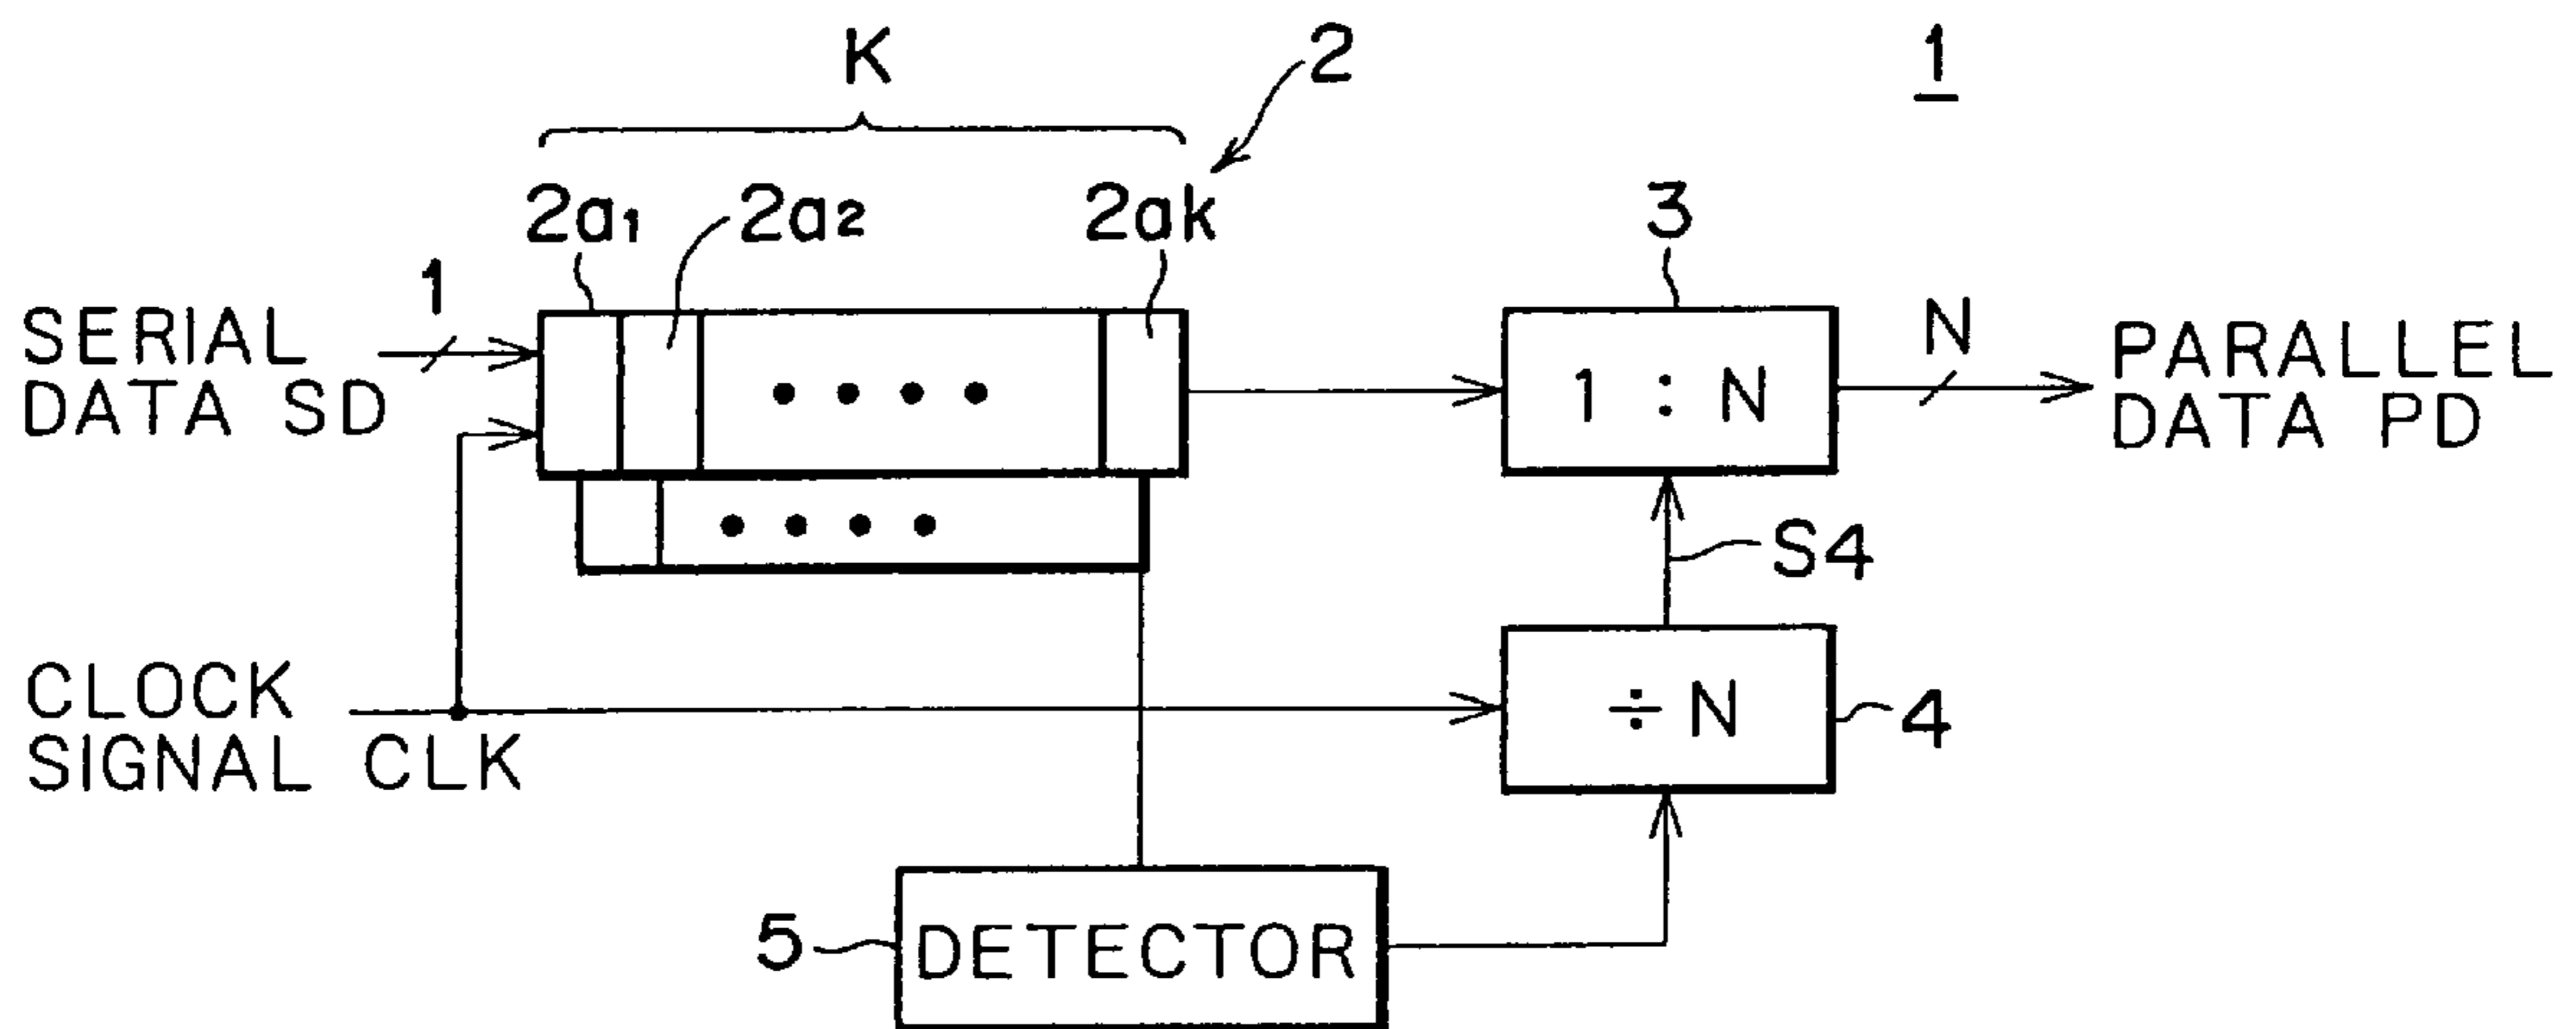 K
2
1
2a1
2a2
2ak
3
SERIAL
DATA SD
1
1 : N
N
PARALLEL
DATA PD
S4
CLOCK
SIGNAL CLK
÷ N
4
5
DETECTOR